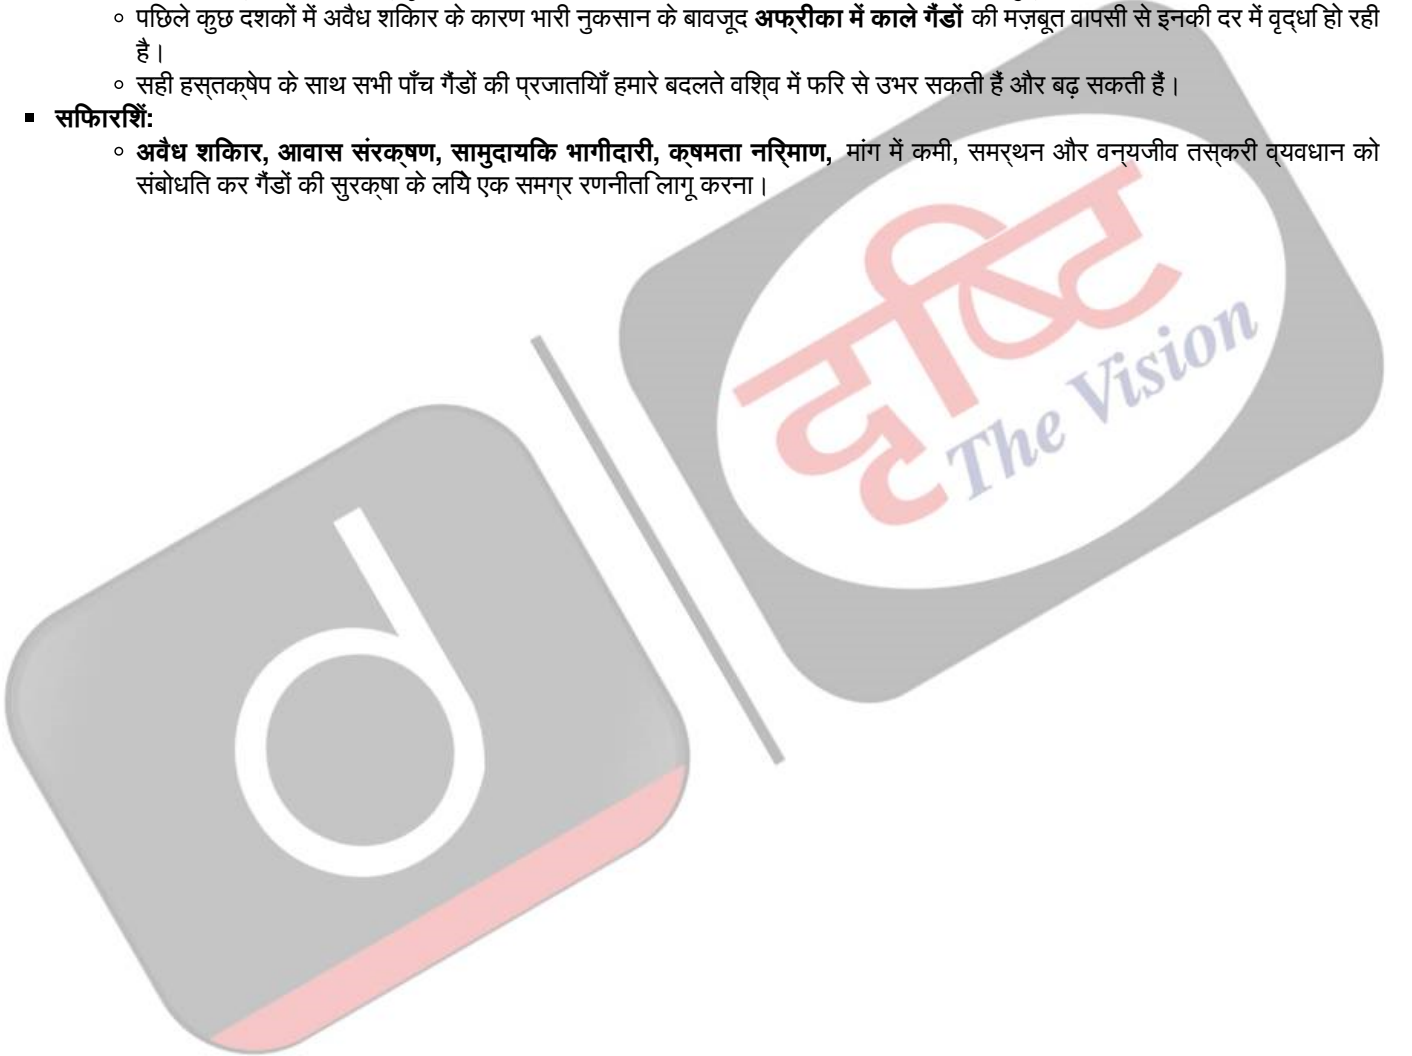 पिछले कुछ दशकों में अवैध शिकार के कारण भारी नुकसान के बावजूद अफ्रीका में काले गैंडों की मज़बूत वापसी से इनकी दर में वृद्धि हो रही
है।
सही हस्तक्षेप के साथ सभी पाँच गैंडों की प्रजातियाँ हमारे बदलते विश्व में फिर से उभर सकती हैं और बढ़ सकती हैं।
सिफारिशें:
अवैध शिकार, आवास संरक्षण, सामुदायिक भागीदारी, क्षमता निर्माण, मांग में कमी, समर्थन और वन्यजीव तस्करी व्यवधान को
संबोधित कर गैंडों की सुरक्षा के लिये एक समग्र रणनीति लागू करना।
दृष्टि
The Vision
d